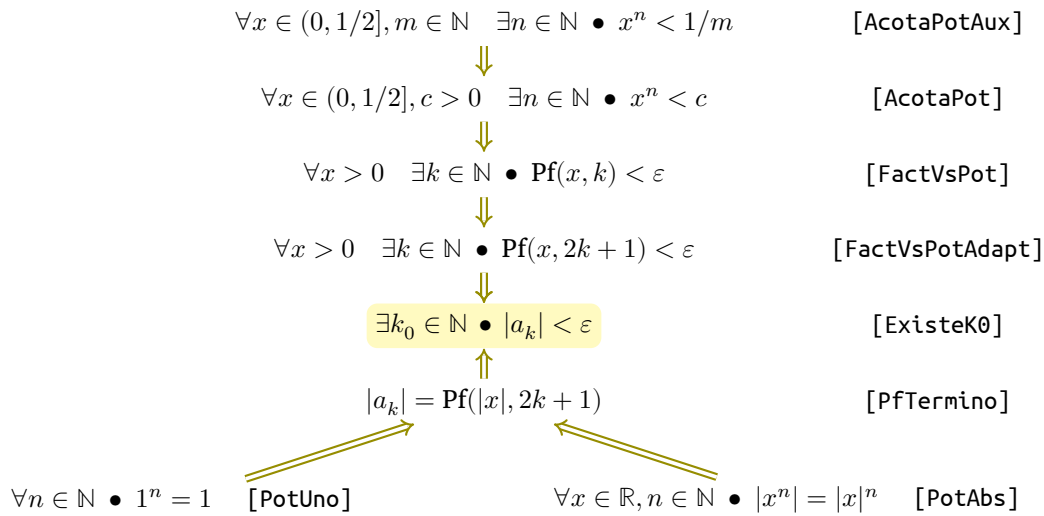 ∀x ∈ (0, 1/2], m ∈ ℕ ∃n ∈ ℕ • xⁿ < 1/m [AcotaPotAux]
⇓
∀x ∈ (0, 1/2], c > 0 ∃n ∈ ℕ • xⁿ < c [AcotaPot]
⇓
∀x > 0 ∃k ∈ ℕ • Pf(x, k) < ε [FactVsPot]
⇓
∀x > 0 ∃k ∈ ℕ • Pf(x, 2k + 1) < ε [FactVsPotAdapt]
⇓
∃k₀ ∈ ℕ • |aₖ| < ε [ExisteK0]
⇑
|aₖ| = Pf(|x|, 2k + 1) [PfTermino]
∀n ∈ ℕ • 1ⁿ = 1 [PotUno] ∀x ∈ ℝ, n ∈ ℕ • |xⁿ| = |x|ⁿ [PotAbs]